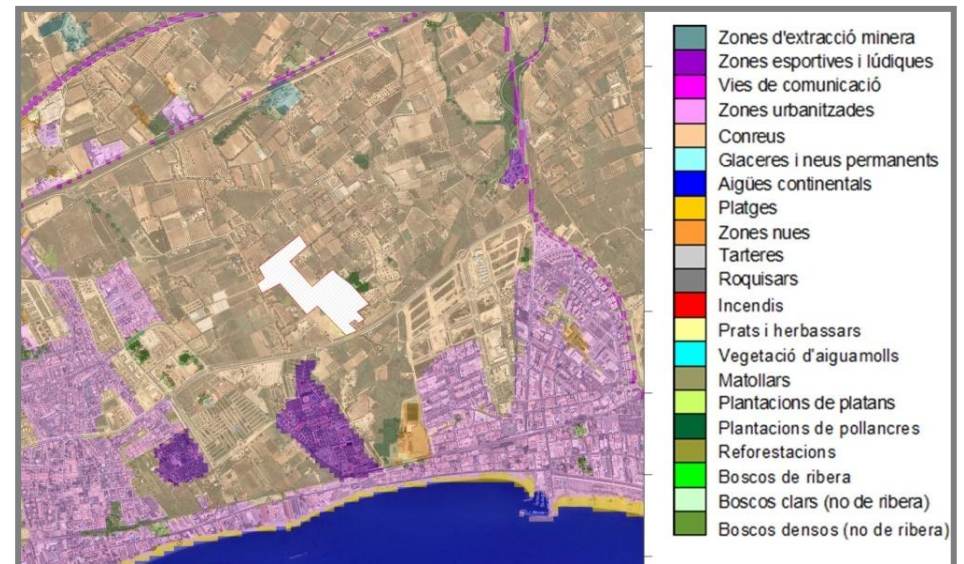 Zones d'extracció minera
Zones esportives i lúdiques
Vies de comunicació
Zones urbanitzades
Conreus
Glaceres i neus permanents
Aigües continentals
Platges
Zones nues
Tarteres
Roquisars
Incendis
Prats i herbassars
Vegetació d'aiguamolls
Matollars
Plantacions de platans
Plantacions de pollancres
Reforestacions
Boscos de ribera
Boscos clars (no de ribera)
Boscos densos (no de ribera)